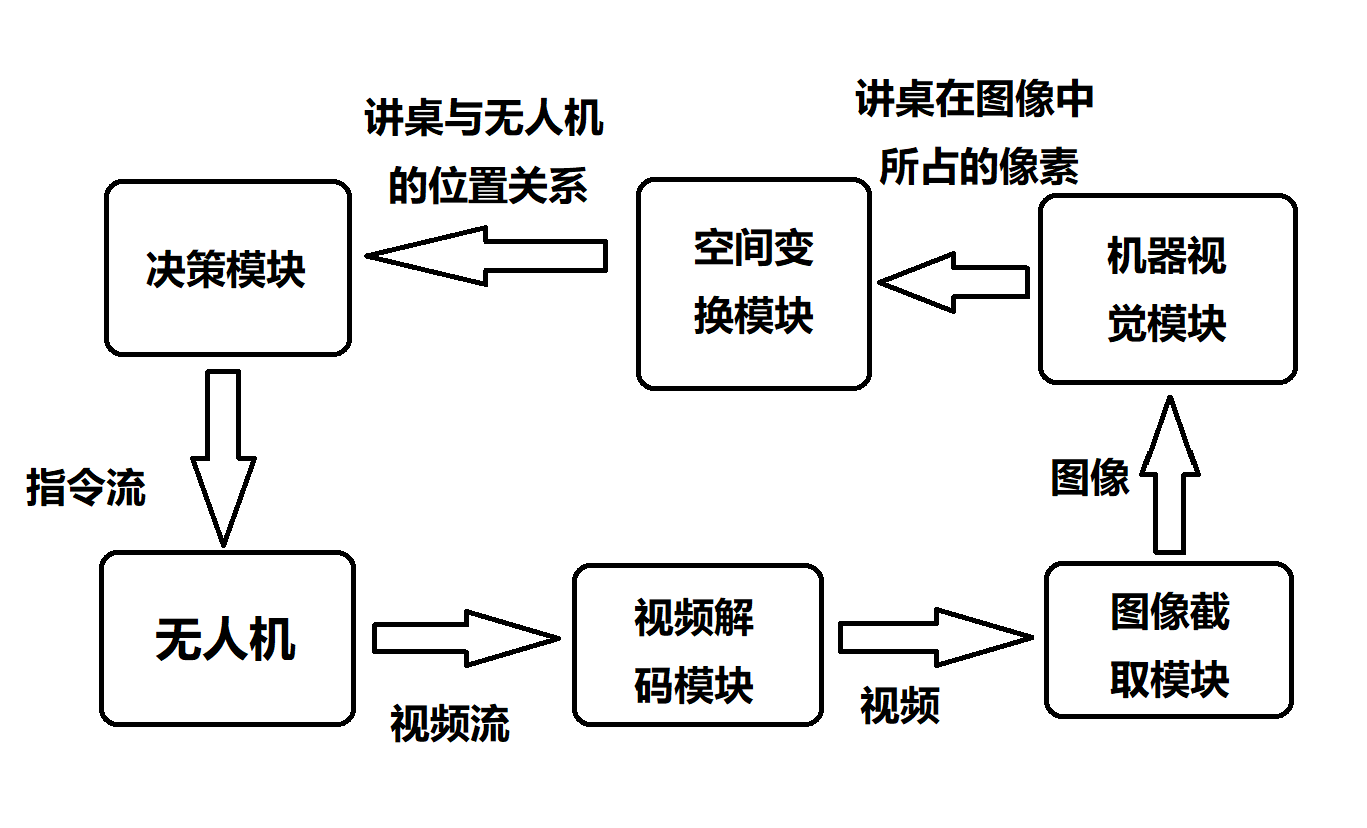 讲桌在图像中
所占的像素
讲桌与无人机
的位置关系
决策模块
空间变
换模块
机器视
觉模块
指令流
图像
无人机
视频解
码模块
图像截
取模块
视频流
视频